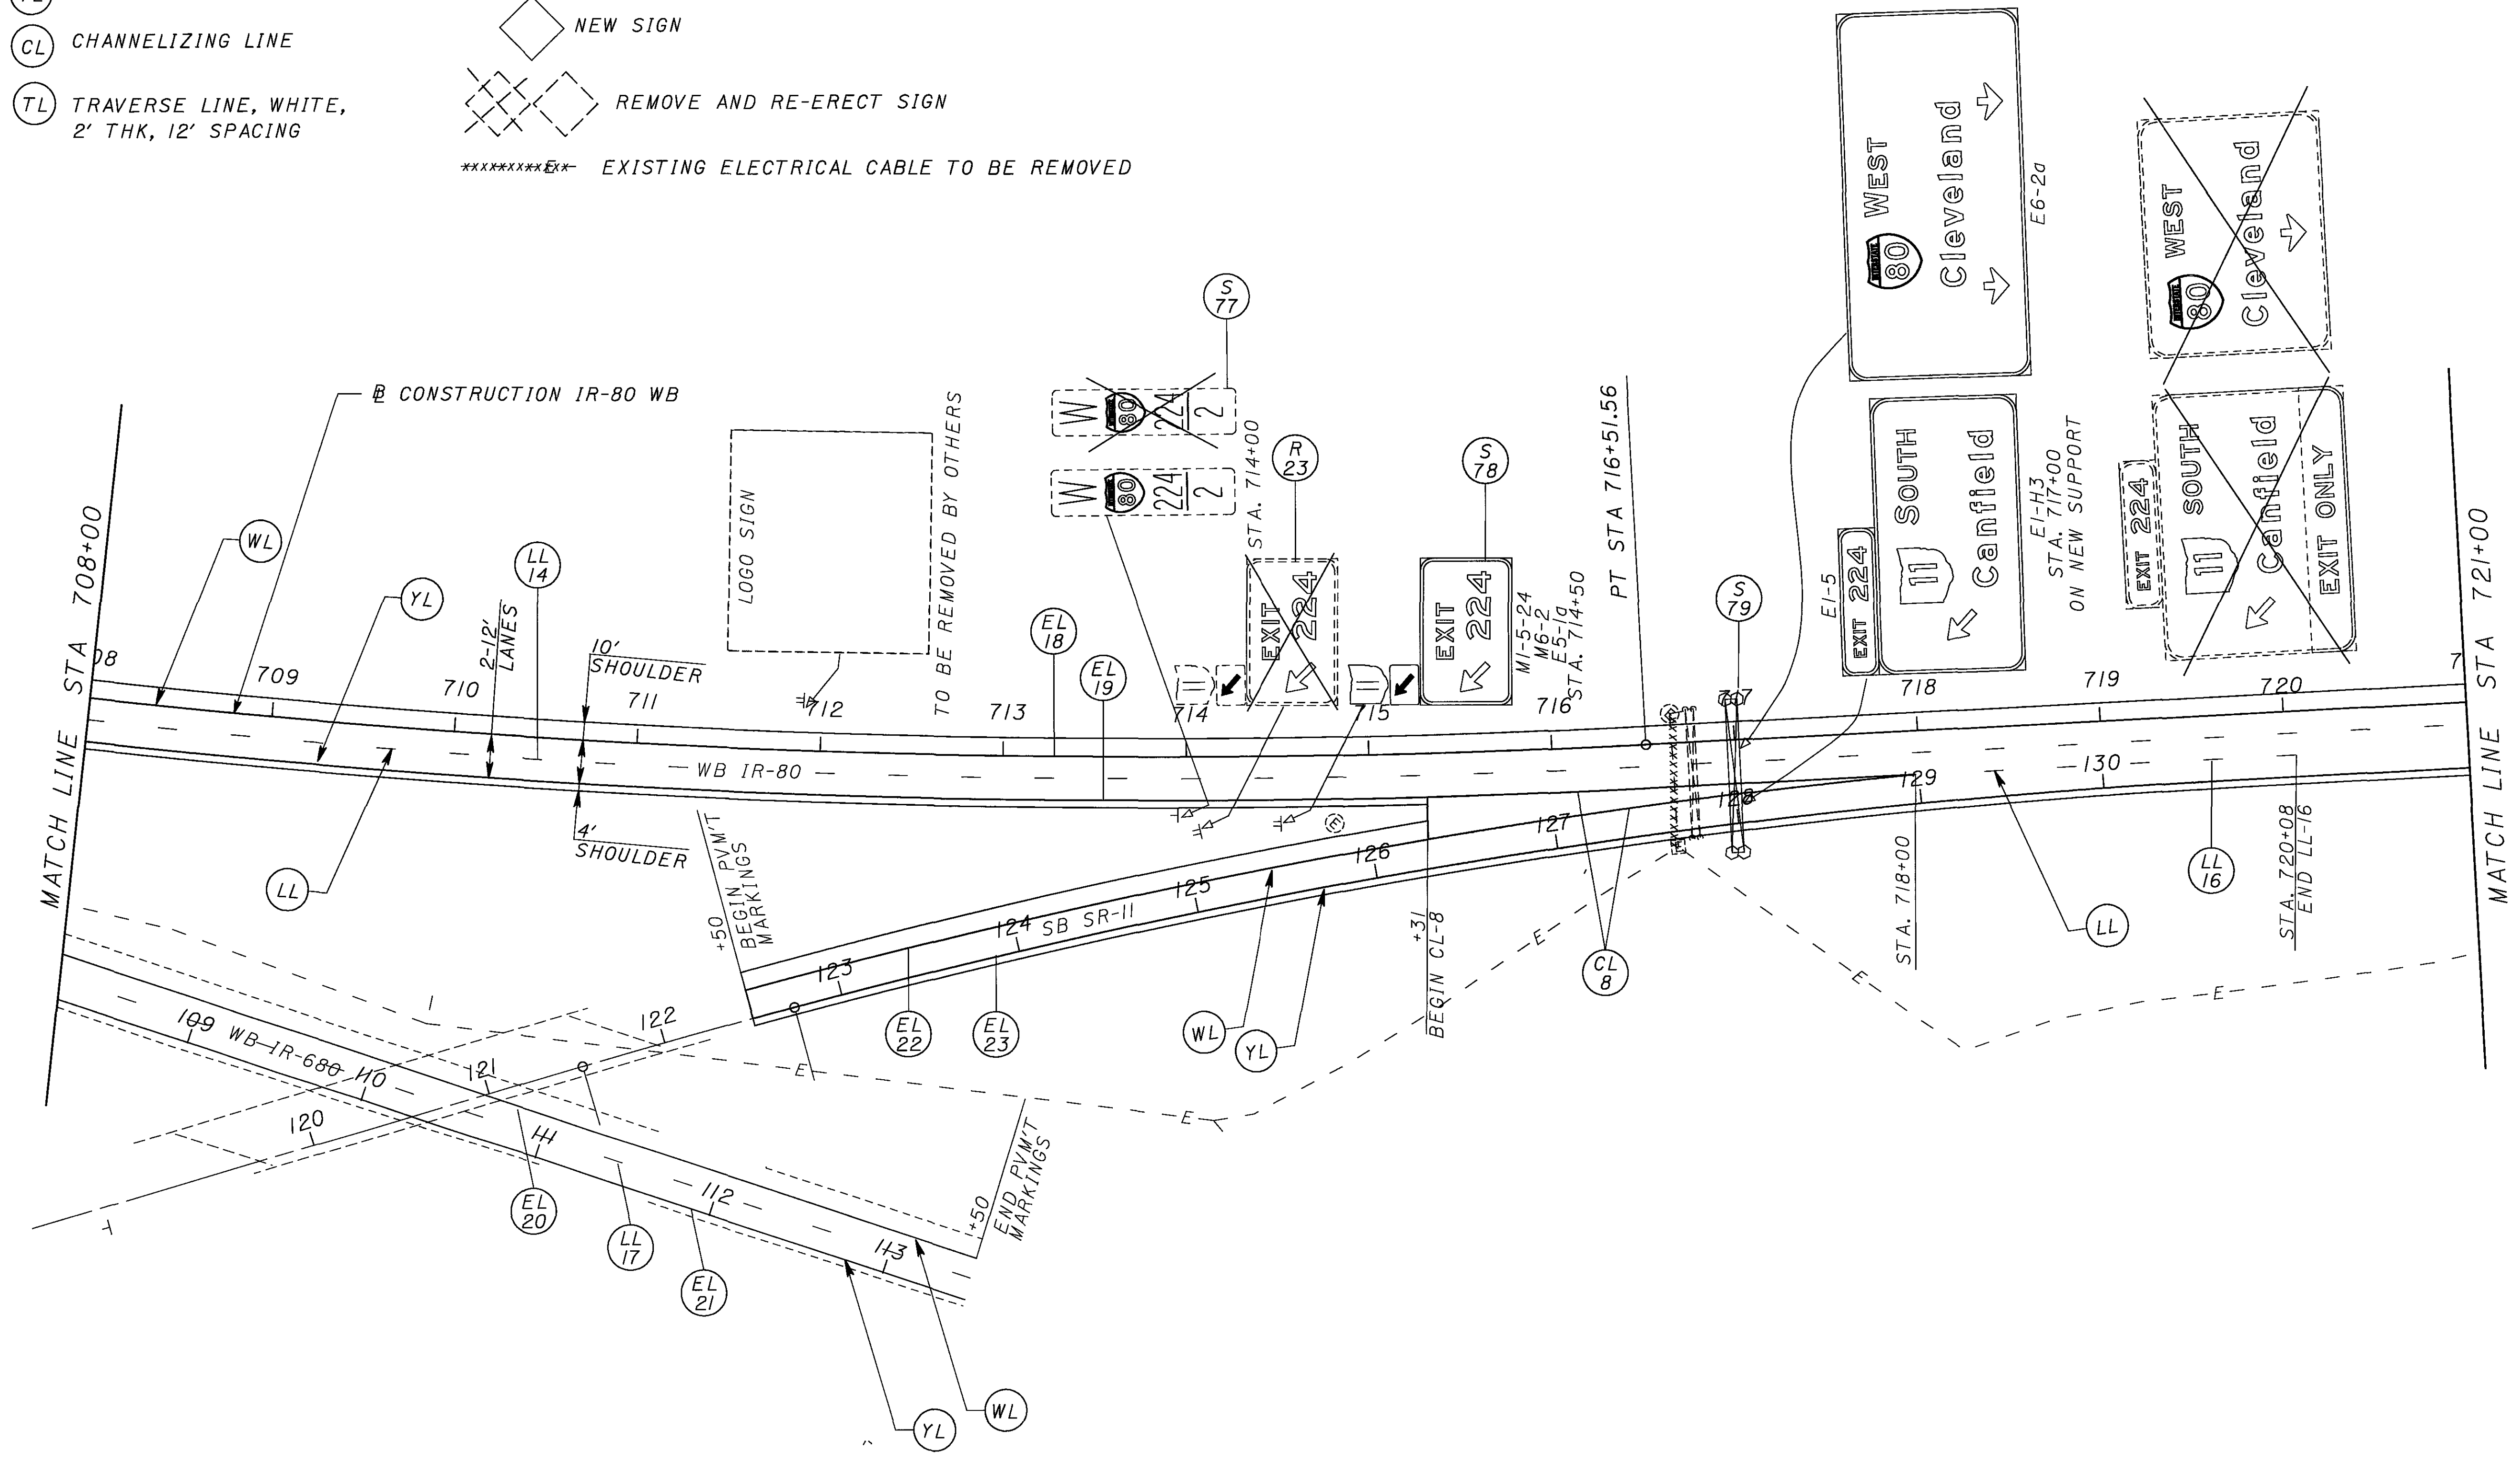 CL CHANNELIZING LINE
TL TRAVERSE LINE, WHITE,
2' THK, 12' SPACING
NEW SIGN
REMOVE AND RE-ERECT SIGN
xxxxxxxxxExx EXISTING ELECTRICAL CABLE TO BE REMOVED
MATCH LINE STA 708+00
℄ CONSTRUCTION IR-80 WB
WL
YL
LL
14
2-12'
LANES
10'
SHOULDER
4'
SHOULDER
LL
LOGO SIGN
TO BE REMOVED BY OTHERS
S
77
W
INTERSTATE
80
224
2
W
INTERSTATE
80
224
2
STA. 714+00
R
23
EXIT
224
11
S
78
EXIT
224
11
M1-5-24
M6-2
E5-1a
STA. 714+50
EL
18
EL
19
PT STA 716+51.56
S
79
INTERSTATE
80
WEST
Cleveland
E6-2a
E1-5
EXIT 224
11
SOUTH
Canfield
E1-H3
STA. 717+00
ON NEW SUPPORT
INTERSTATE
80
WEST
Cleveland
EXIT 224
11
SOUTH
Canfield
EXIT ONLY
MATCH LINE STA 721+00
08
709
710
711
712
713
714
715
716
717
718
719
720
7
WB IR-80
+50
BEGIN PVM'T
MARKINGS
123
124
125
126
127
128
129
130
SB SR-11
EL
22
EL
23
WL
YL
+31
BEGIN CL-8
CL
8
STA. 718+00
LL
LL
16
STA. 720+08
END LL-16
E
E
E
E
E
E
109
WB IR-680
110
111
112
113
120
121
122
EL
20
LL
17
EL
21
+50
END PVM'T
MARKINGS
YL
WL